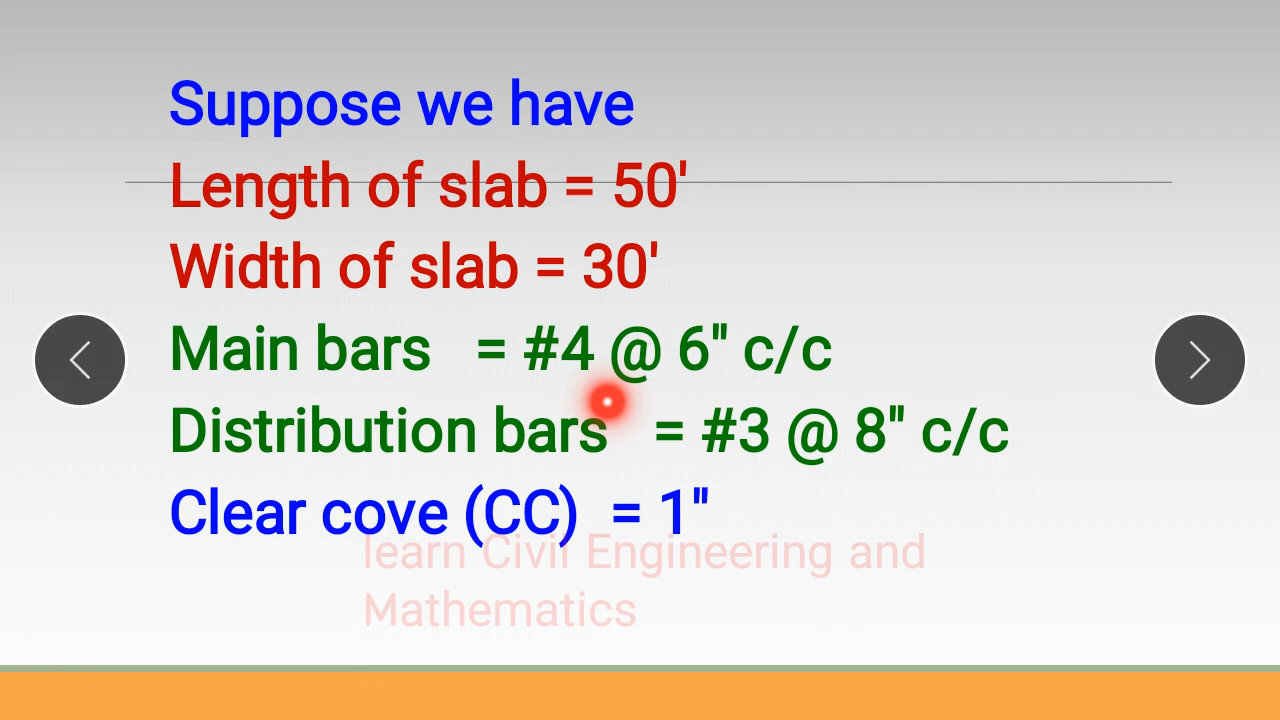 Suppose we have
Length of slab = 50'
Width of slab = 30'
Main bars = #4 @ 6" c/c
Distribution bars = #3 @ 8" c/c
Clear cove (CC) = 1"
learn Civil Engineering and
Mathematics